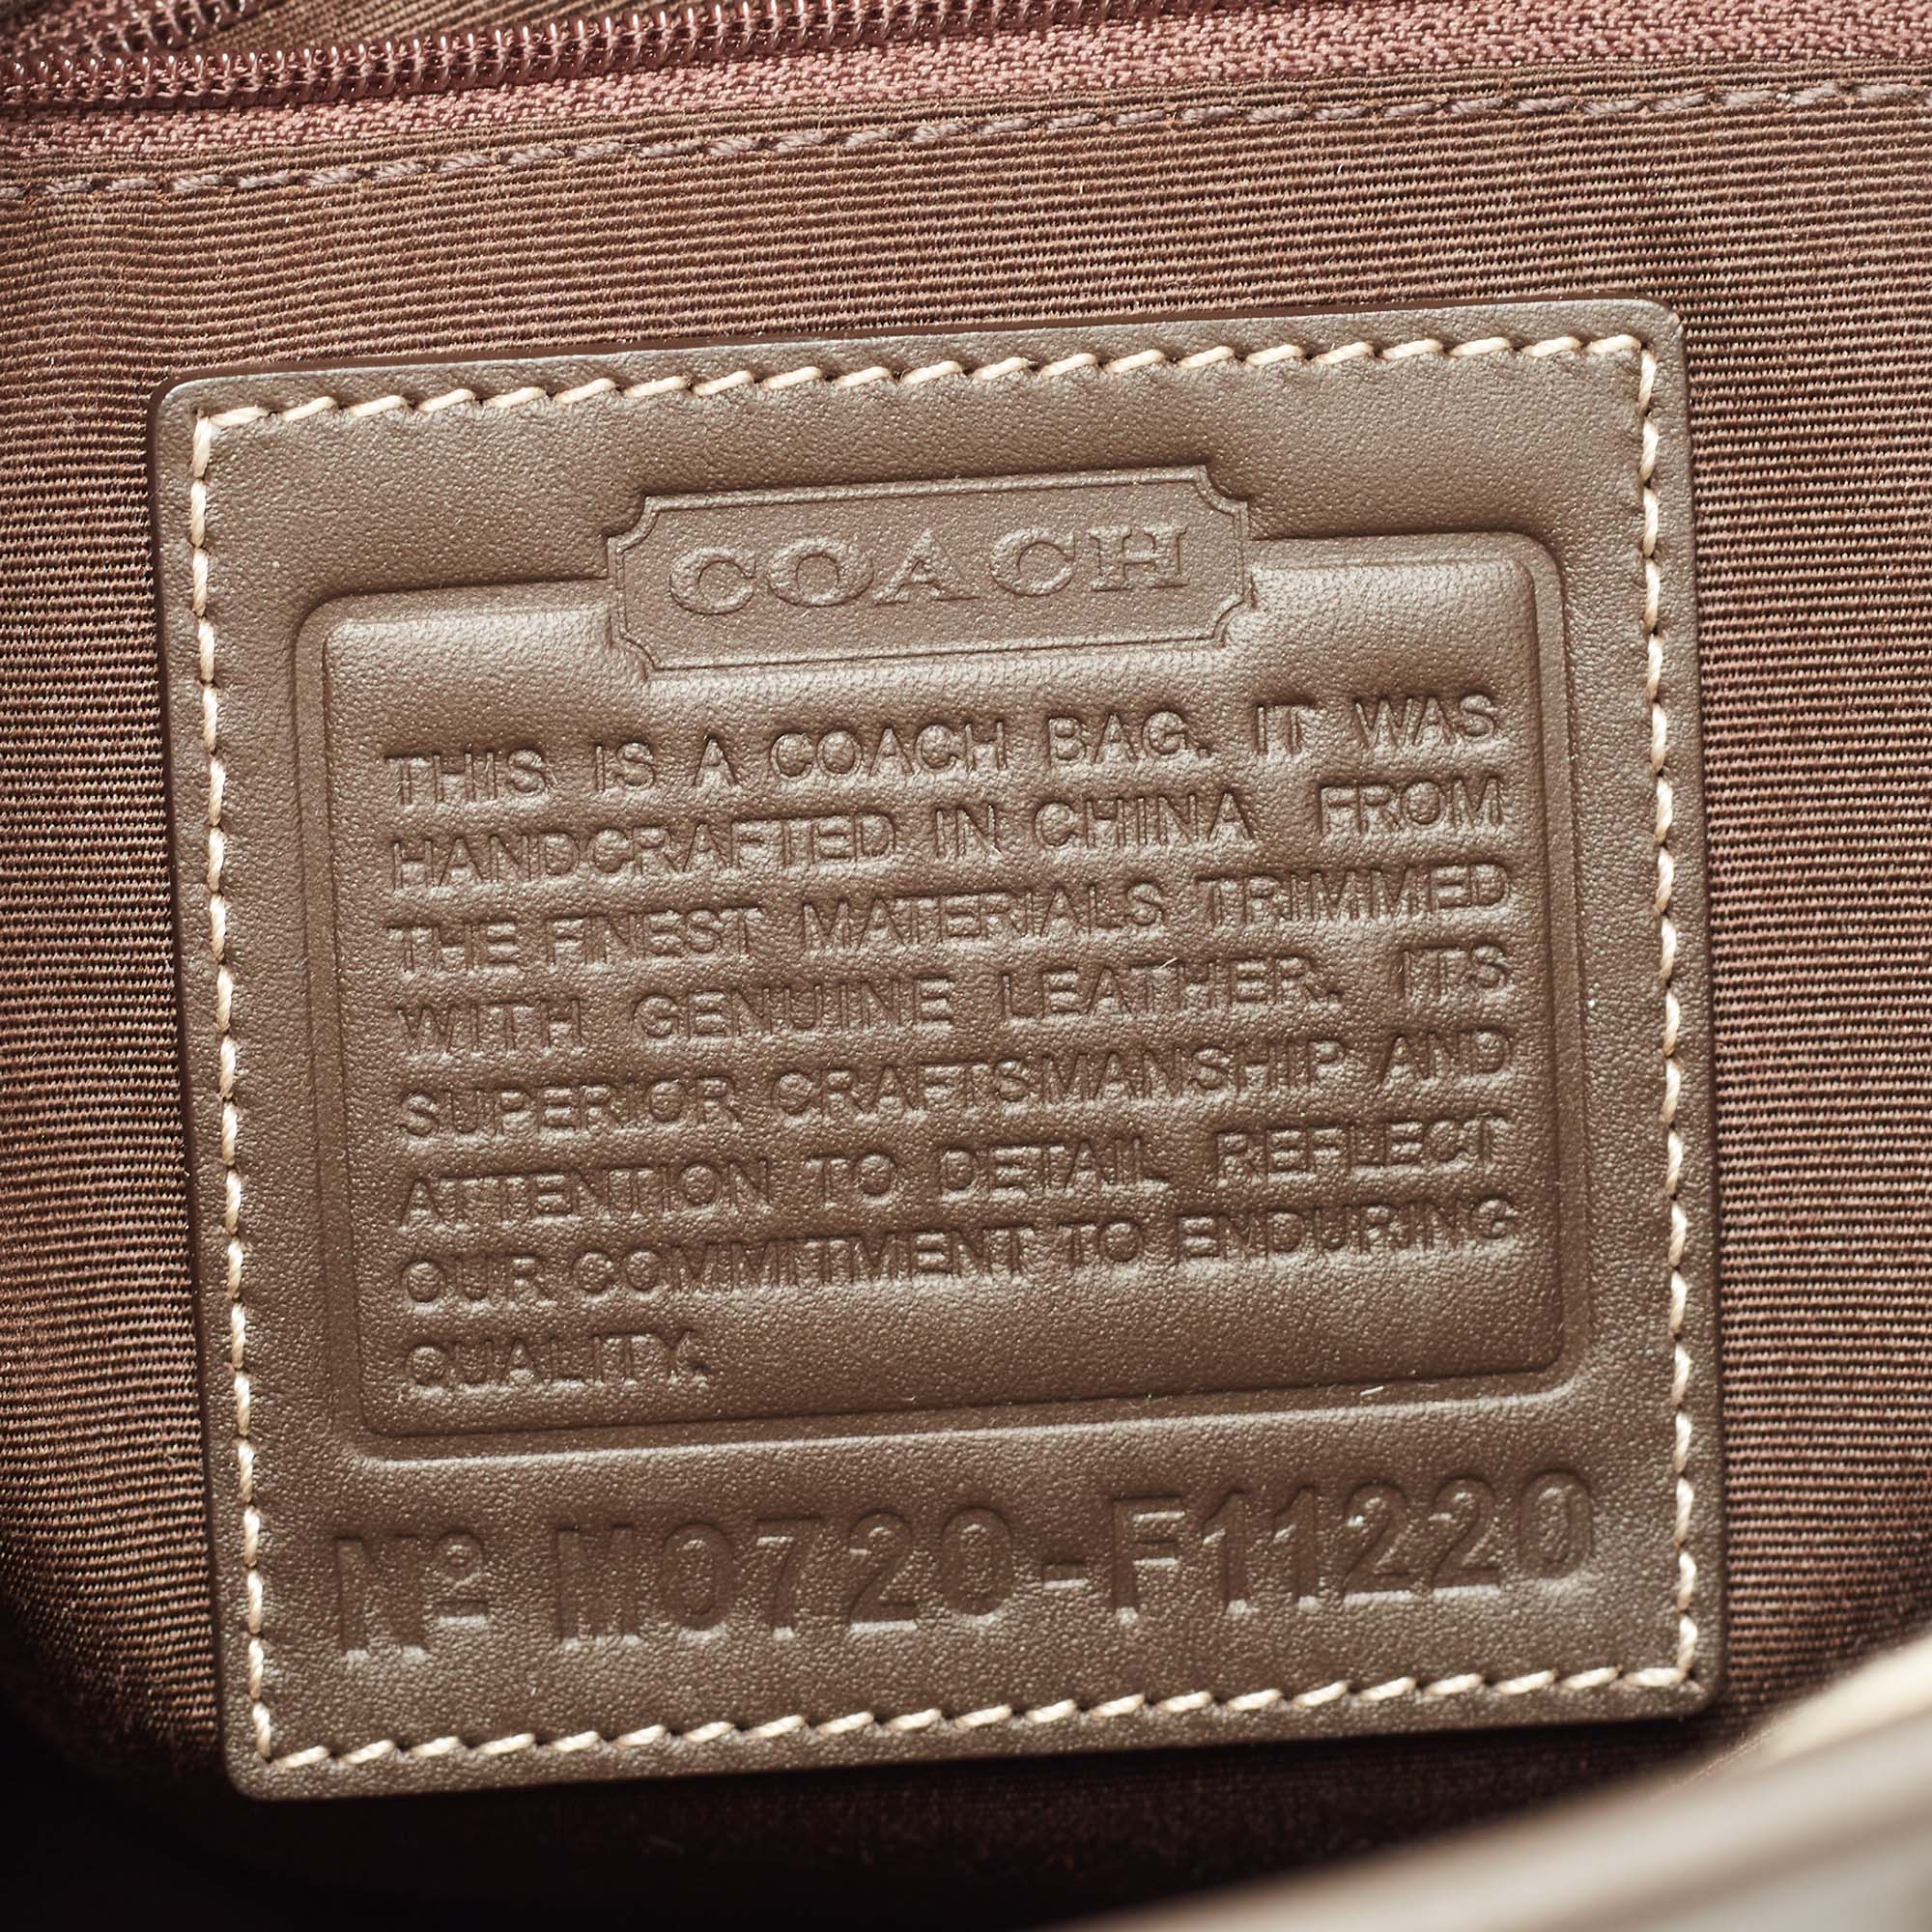 COACH
THIS IS A COACH BAG. IT WAS
HANDCRAFTED IN CHINA FROM
THE FINEST MATERIALS TRIMMED
WITH GENUINE LEATHER. ITS
SUPERIOR CRAFTSMANSHIP AND
ATTENTION TO DETAIL REFLECT
OUR COMMITMENT TO ENDURING
QUALITY.
Nº M0720-F11220